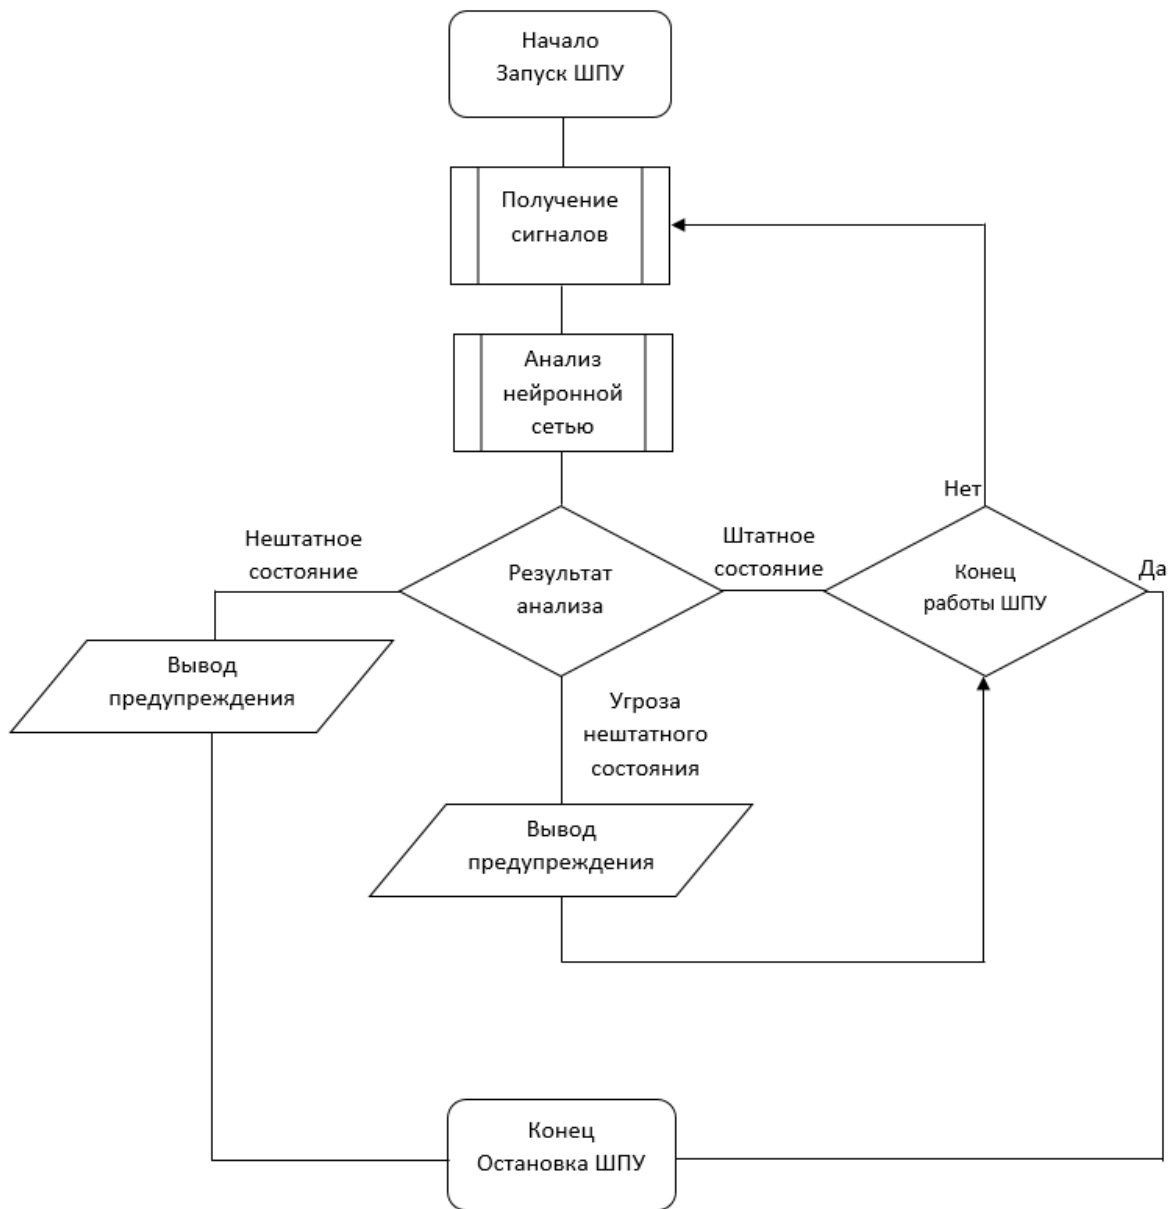 Начало
Запуск ШПУ
Получение
сигналов
Анализ
нейронной
сетью
Нет
Нештатное
состояние
Штатное
состояние
Результат
анализа
Конец
работы ШПУ
Да
Вывод
предупреждения
Угроза
нештатного
состояния
Вывод
предупреждения
Конец
Остановка ШПУ